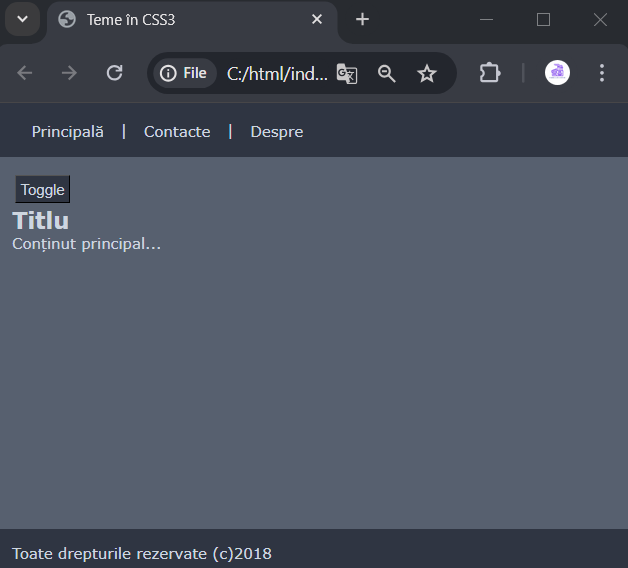 Teme în CSS3
File C:/html/ind...
Principală | Contacte | Despre
Toggle
Titlu
Conținut principal...
Toate drepturile rezervate (c)2018